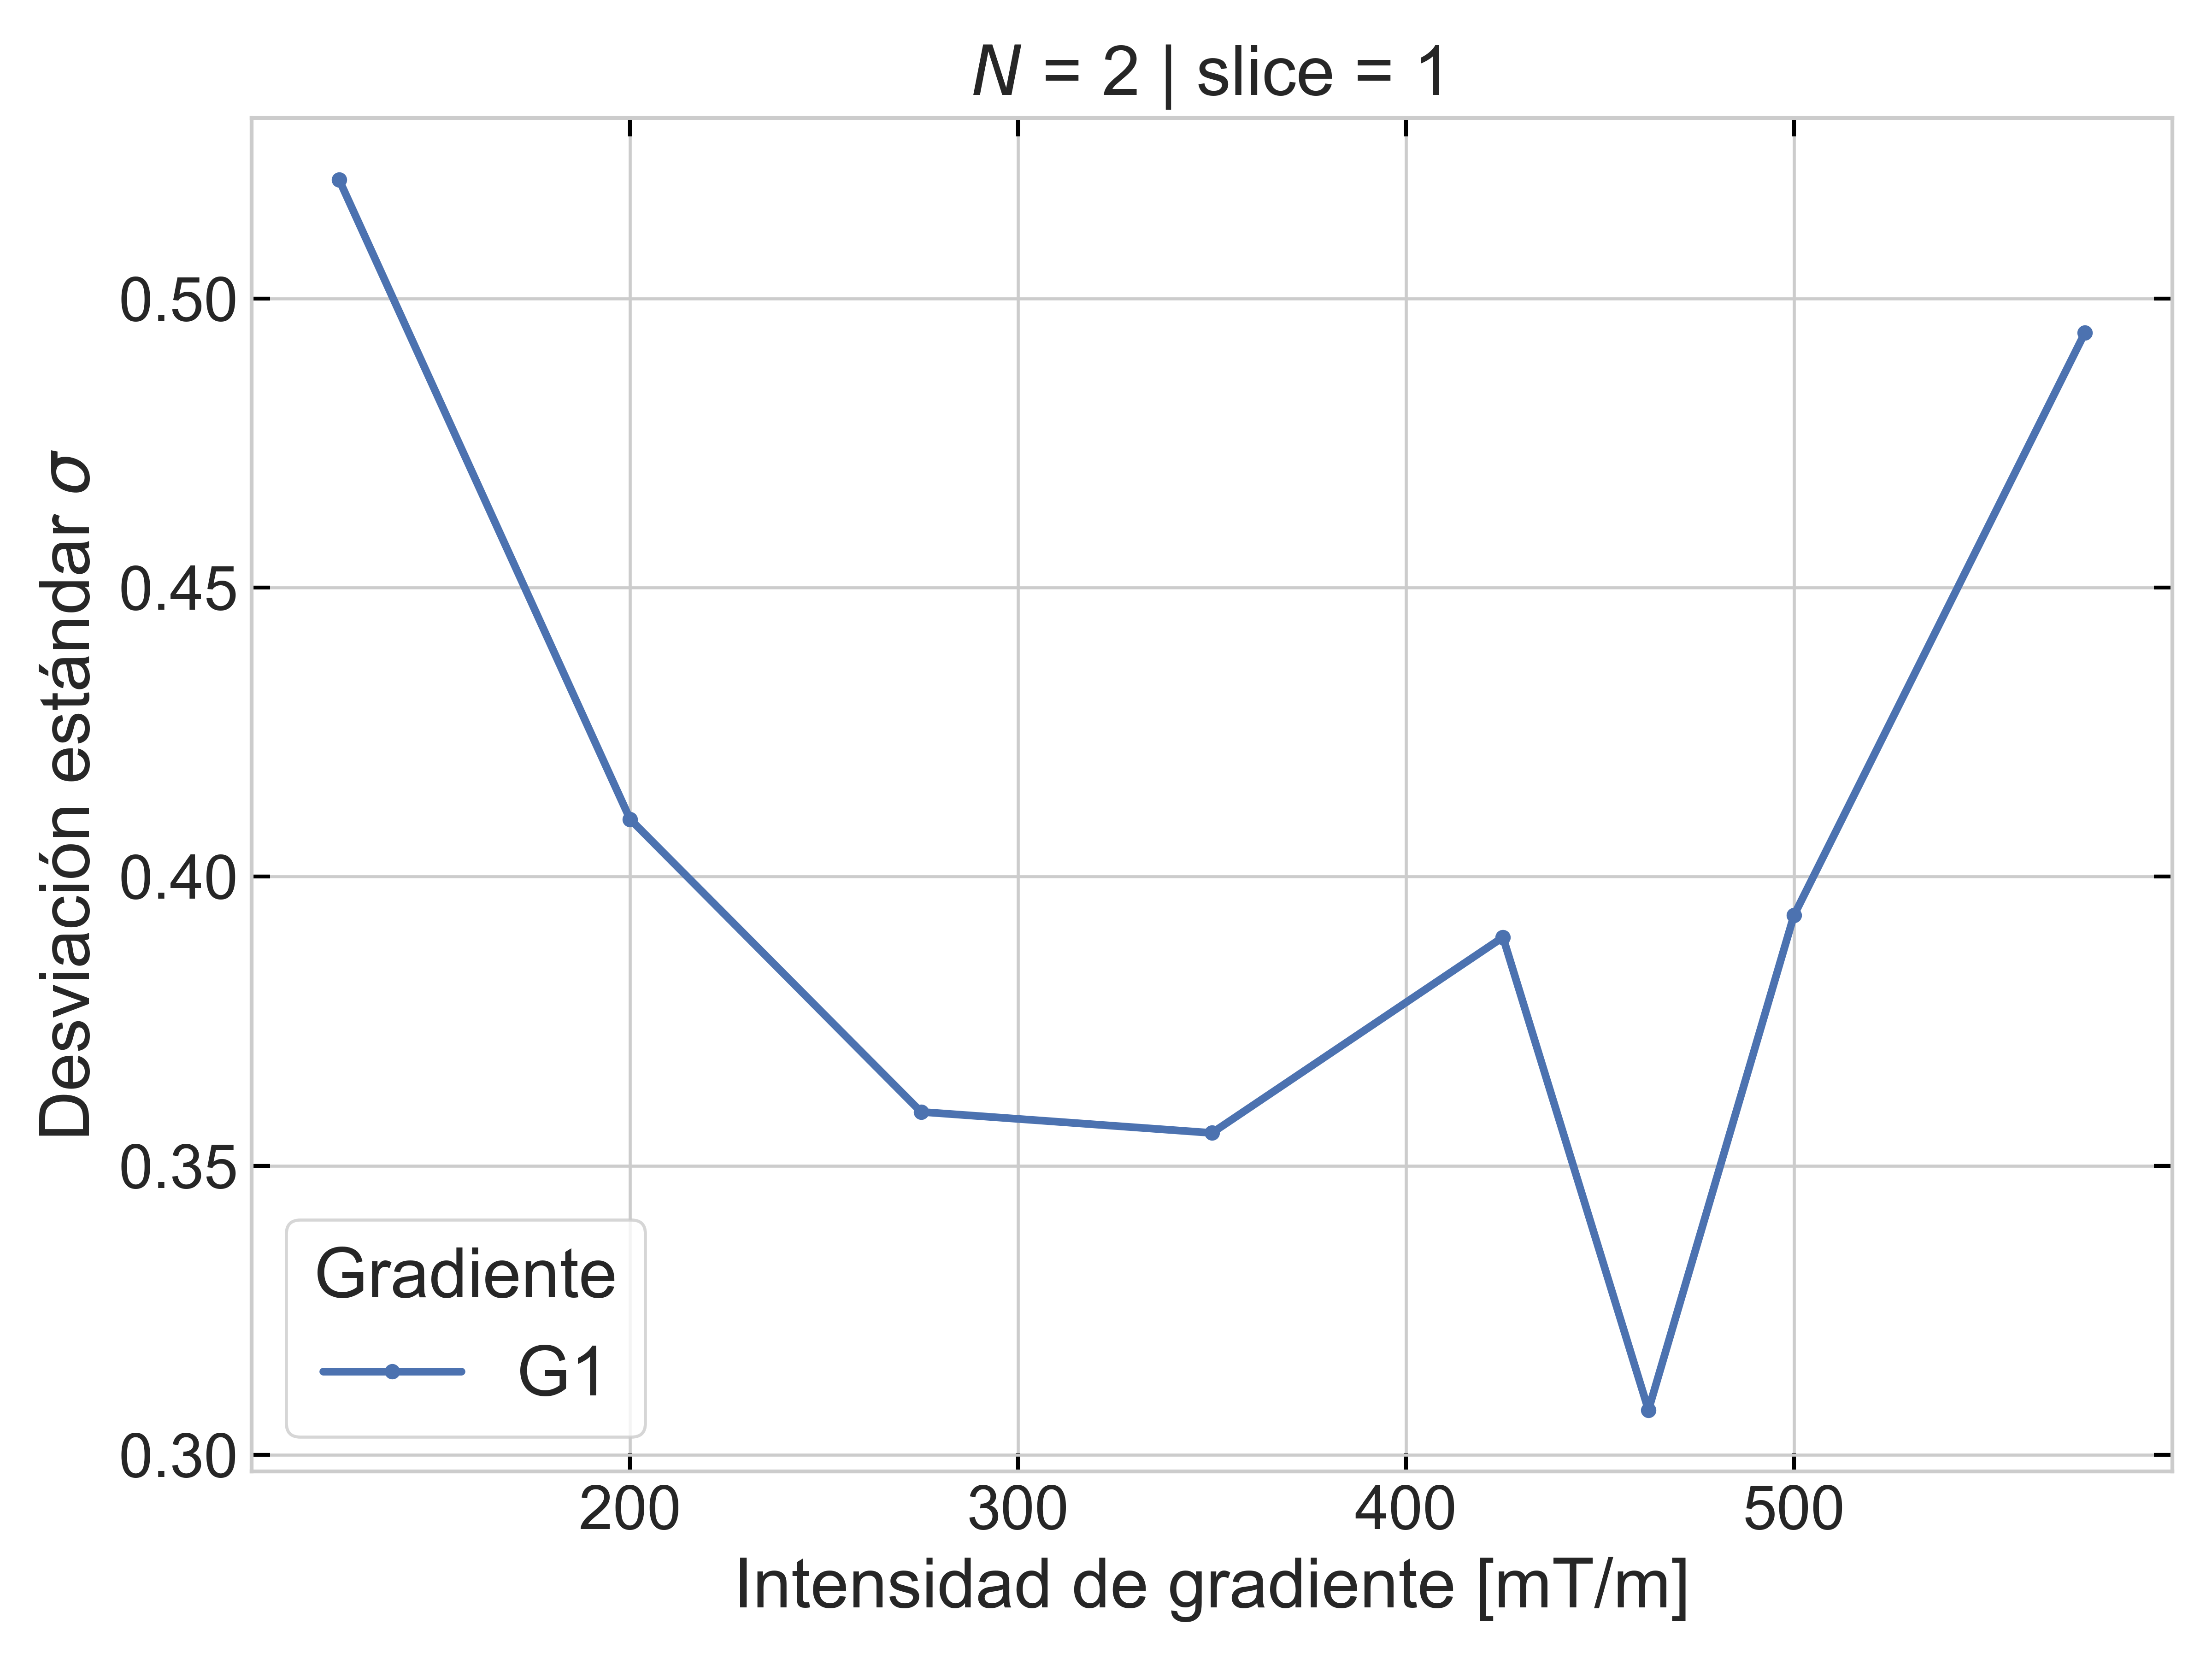 N = 2 | slice = 1
Desviación estándar σ
0.50
0.45
0.40
0.35
0.30
Gradiente
G1
200 300 400 500
Intensidad de gradiente [mT/m]